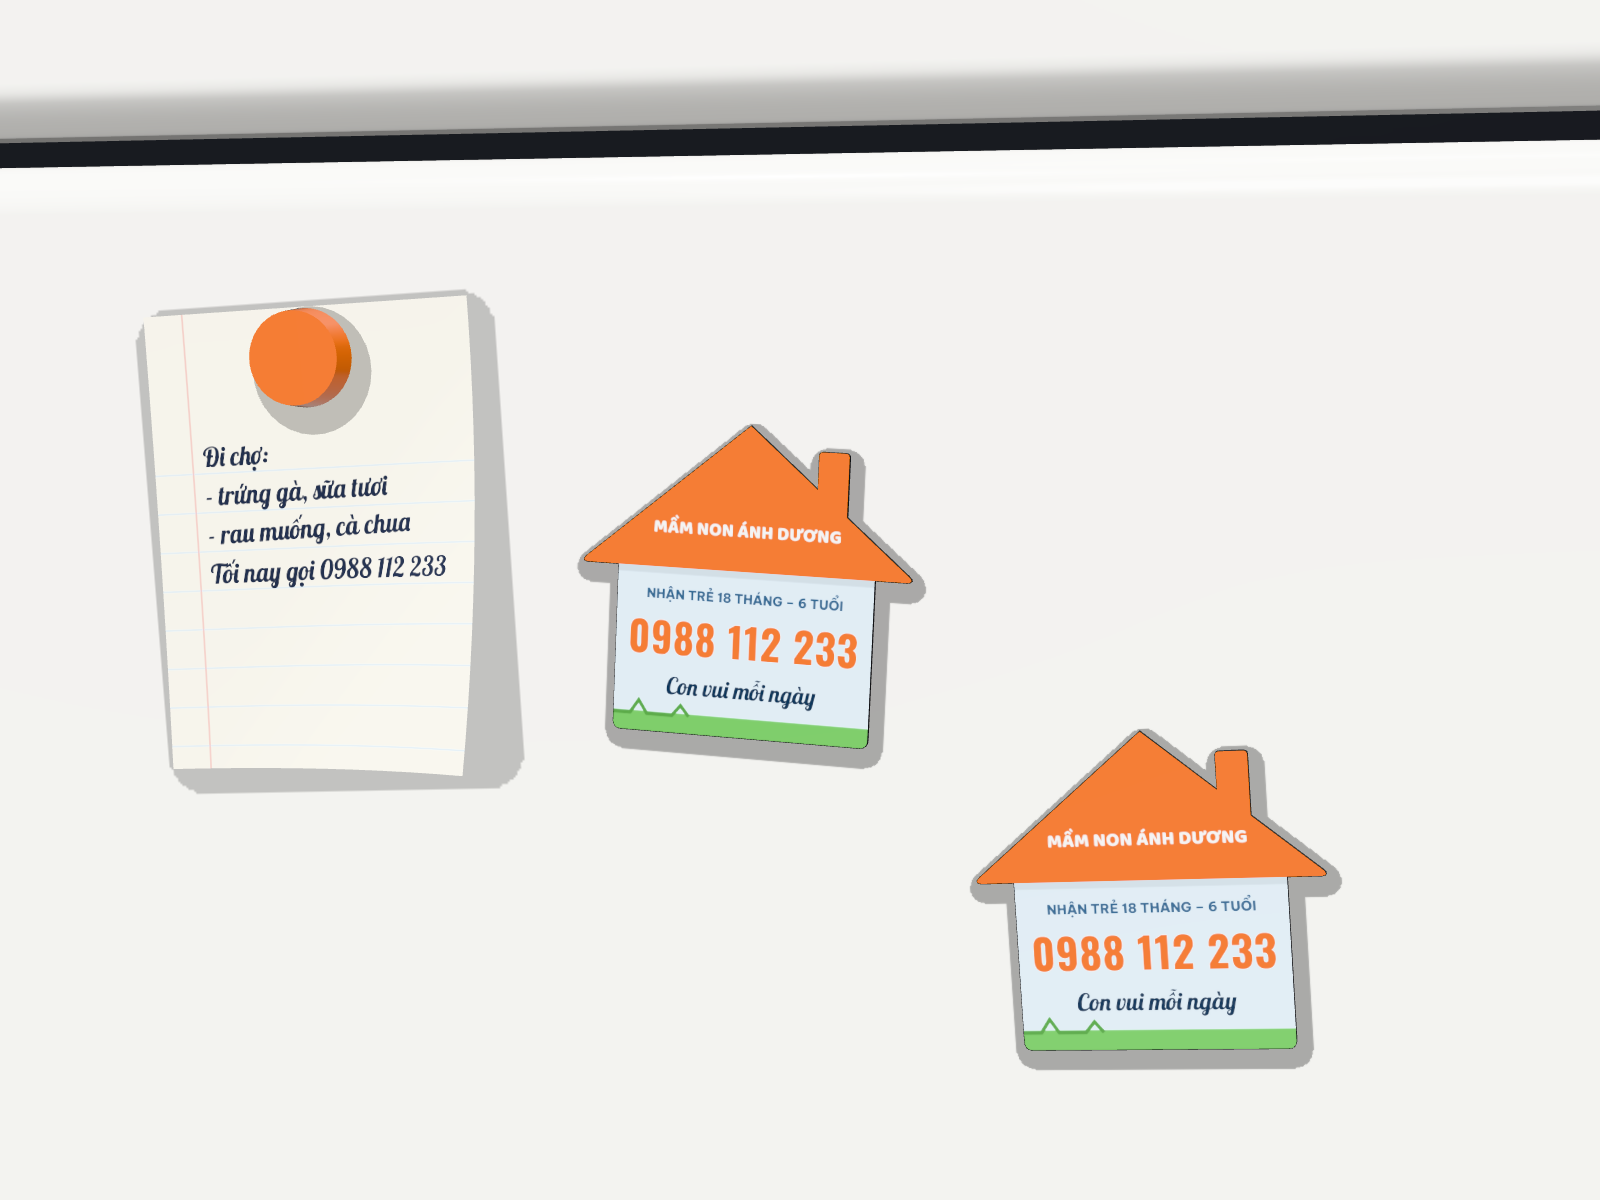 Đi chợ:
- trứng gà, sữa tươi
- rau muống, cà chua
Tối nay gọi 0988 112 233
MẦM NON ÁNH DƯƠNG
NHẬN TRẺ 18 THÁNG – 6 TUỔI
0988 112 233
Con vui mỗi ngày
MẦM NON ÁNH DƯƠNG
NHẬN TRẺ 18 THÁNG – 6 TUỔI
0988 112 233
Con vui mỗi ngày